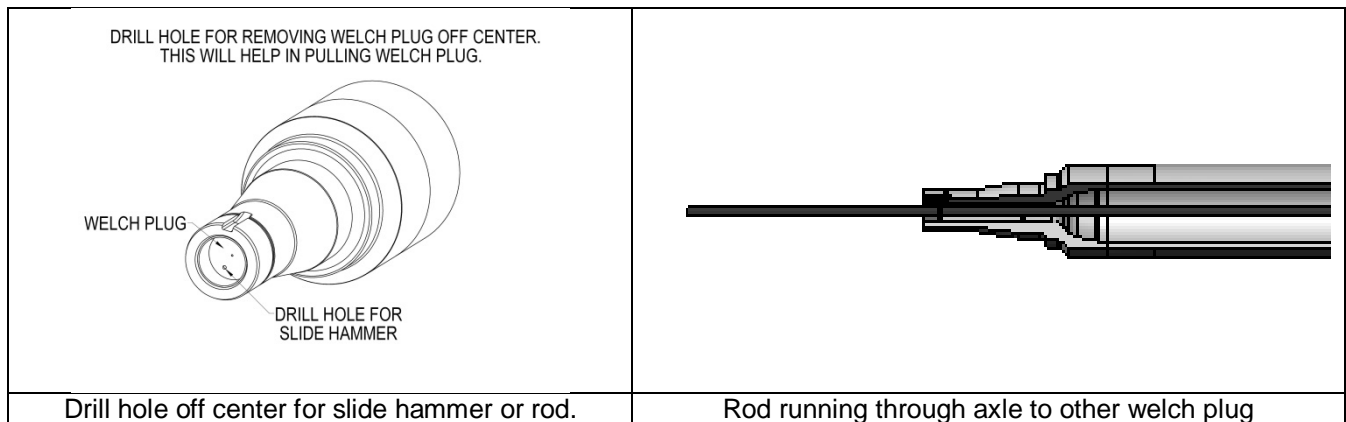 DRILL HOLE FOR REMOVING WELCH PLUG OFF CENTER.
THIS WILL HELP IN PULLING WELCH PLUG.
WELCH PLUG
DRILL HOLE FOR
SLIDE HAMMER
Drill hole off center for slide hammer or rod.
Rod running through axle to other welch plug